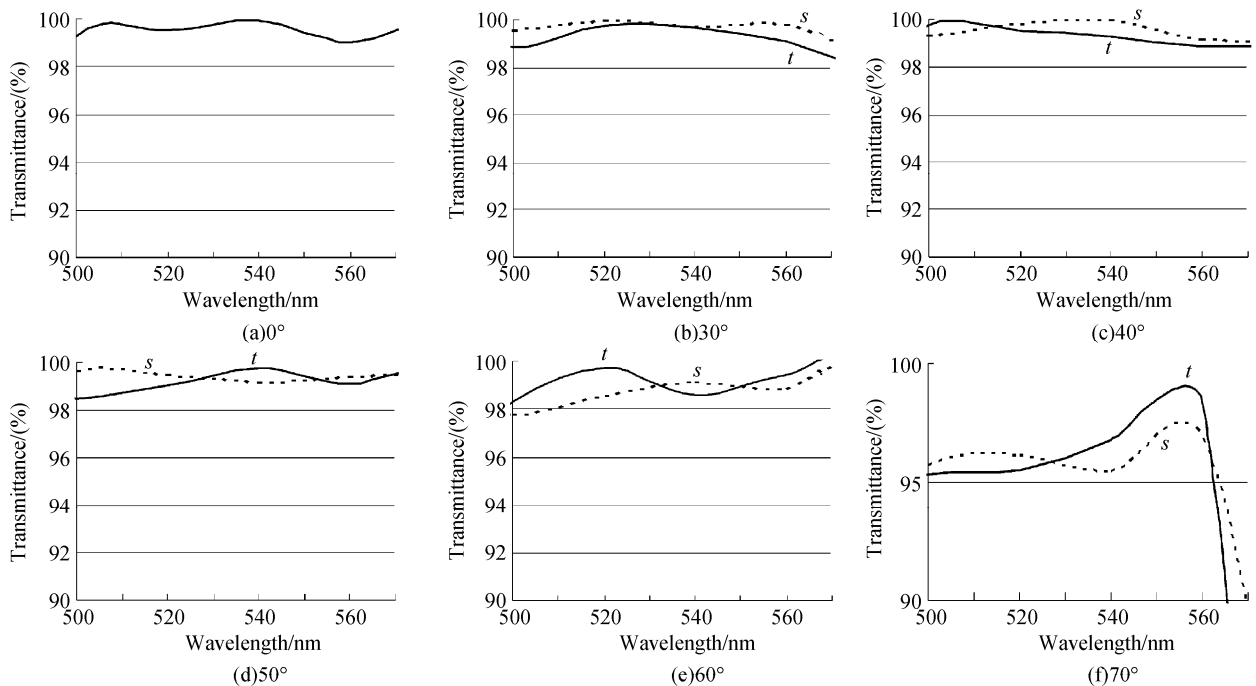 100
98
96
94
92
90
Transmittance/(%)
500
520
540
560
Wavelength/nm
(a)0°
100
98
96
94
92
90
Transmittance/(%)
s
t
500
520
540
560
Wavelength/nm
(b)30°
100
98
96
94
92
90
Transmittance/(%)
s
t
500
520
540
560
Wavelength/nm
(c)40°
100
98
96
94
92
90
Transmittance/(%)
s
t
500
520
540
560
Wavelength/nm
(d)50°
100
98
96
94
92
90
Transmittance/(%)
t
s
500
520
540
560
Wavelength/nm
(e)60°
100
95
90
Transmittance/(%)
t
s
500
520
540
560
Wavelength/nm
(f)70°